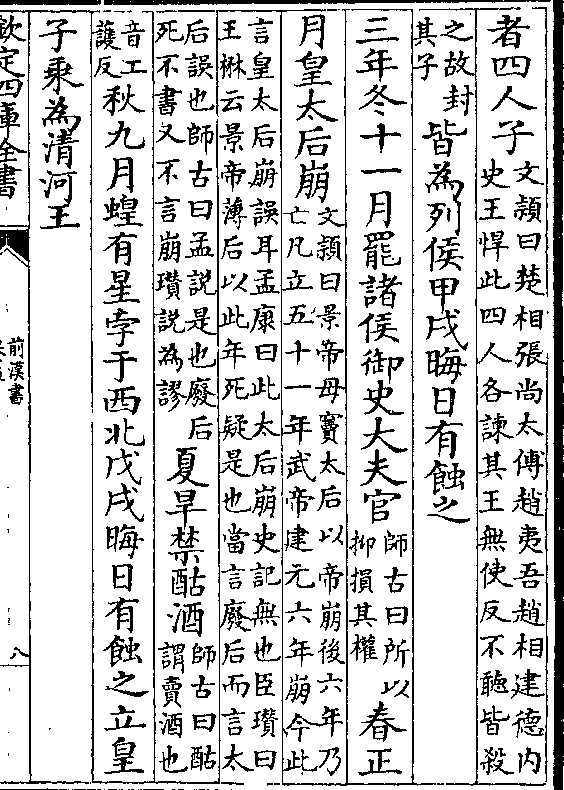 者四人子文頴曰楚相張尚太傅趙夷吾趙相建德内史王悍此四人各諫其王無使反不聽皆殺
之故封其子皆為列侯甲戌晦日有蝕之
三年冬十一月罷諸侯御史大夫官師古曰所以抑損其權春正
月皇太后崩文頴曰景帝母竇太后以帝崩後六年乃亡凡立五十一年武帝建元六年崩今此
言皇太后崩誤耳孟康曰此太后崩史記無也臣瓚曰王楙云景帝薄后以此年死疑是也當言廢后而言太
后誤也師古曰孟説是也廢后死不書又不言崩瓚説為謬夏旱禁酤酒師古曰酤謂賣酒也
音工護反秋九月蝗有星孛于西北戊戌晦日有蝕之立皇
子乘為清河王
欽定四庫全書
前漢書
八